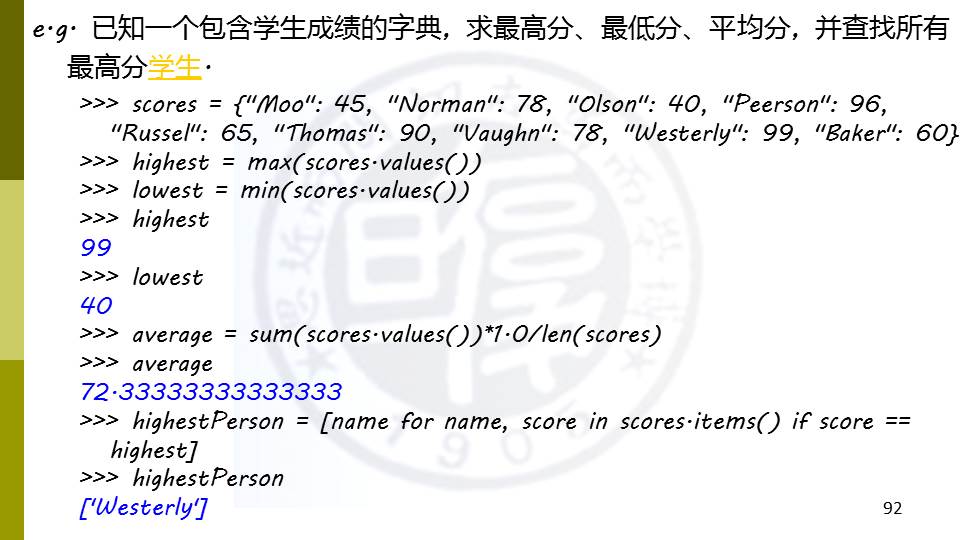 e.g. 已知一个包含学生成绩的字典，求最高分、最低分、平均分，并查找所有
最高分学生.
>>> scores = {"Moo": 45, "Norman": 78, "Olson": 40, "Peerson": 96,
"Russel": 65, "Thomas": 90, "Vaughn": 78, "Westerly": 99, "Baker": 60}
>>> highest = max(scores.values())
>>> lowest = min(scores.values())
>>> highest
99
>>> lowest
40
>>> average = sum(scores.values())*1.0/len(scores)
>>> average
72.33333333333333
>>> highestPerson = [name for name, score in scores.items() if score ==
highest]
>>> highestPerson
['Westerly']
92